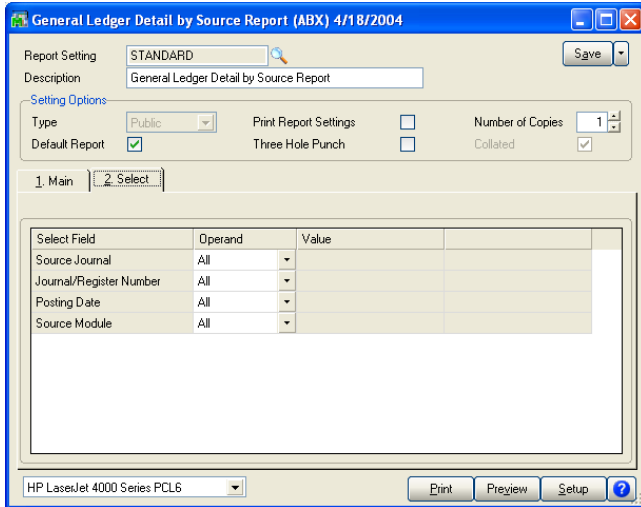 General Ledger Detail by Source Report (ABX) 4/18/2004
Report Setting STANDARD Save
Description General Ledger Detail by Source Report
Setting Options
Type Public Print Report Settings Number of Copies 1
Default Report Three Hole Punch Collated
1. Main 2. Select
Select Field Operand Value
Source Journal All
Journal/Register Number All
Posting Date All
Source Module All
HP LaserJet 4000 Series PCL6 Print Preview Setup ?